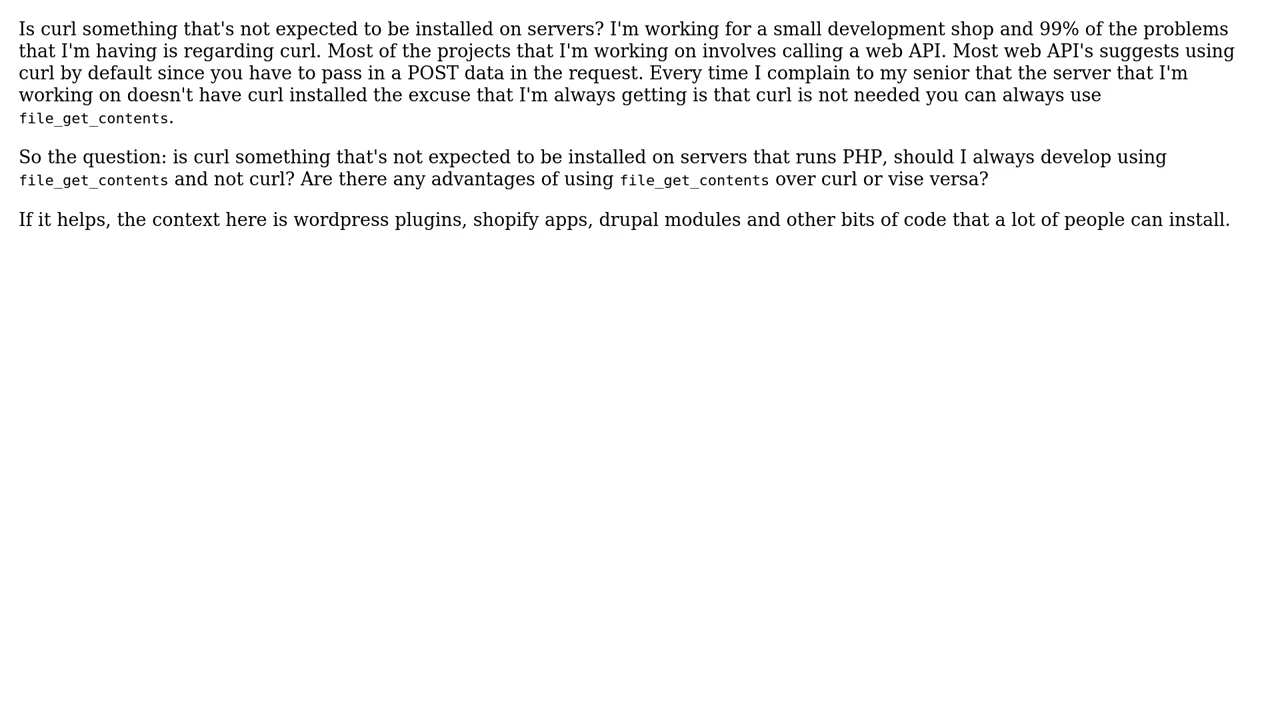 Is curl something that's not expected to be installed on servers? I'm working for a small development shop and 99% of the problems
that I'm having is regarding curl. Most of the projects that I'm working on involves calling a web API. Most web API's suggests using
curl by default since you have to pass in a POST data in the request. Every time I complain to my senior that the server that I'm
working on doesn't have curl installed the excuse that I'm always getting is that curl is not needed you can always use
file_get_contents.
So the question: is curl something that's not expected to be installed on servers that runs PHP, should I always develop using
file_get_contents and not curl? Are there any advantages of using file_get_contents over curl or vise versa?
If it helps, the context here is wordpress plugins, shopify apps, drupal modules and other bits of code that a lot of people can install.